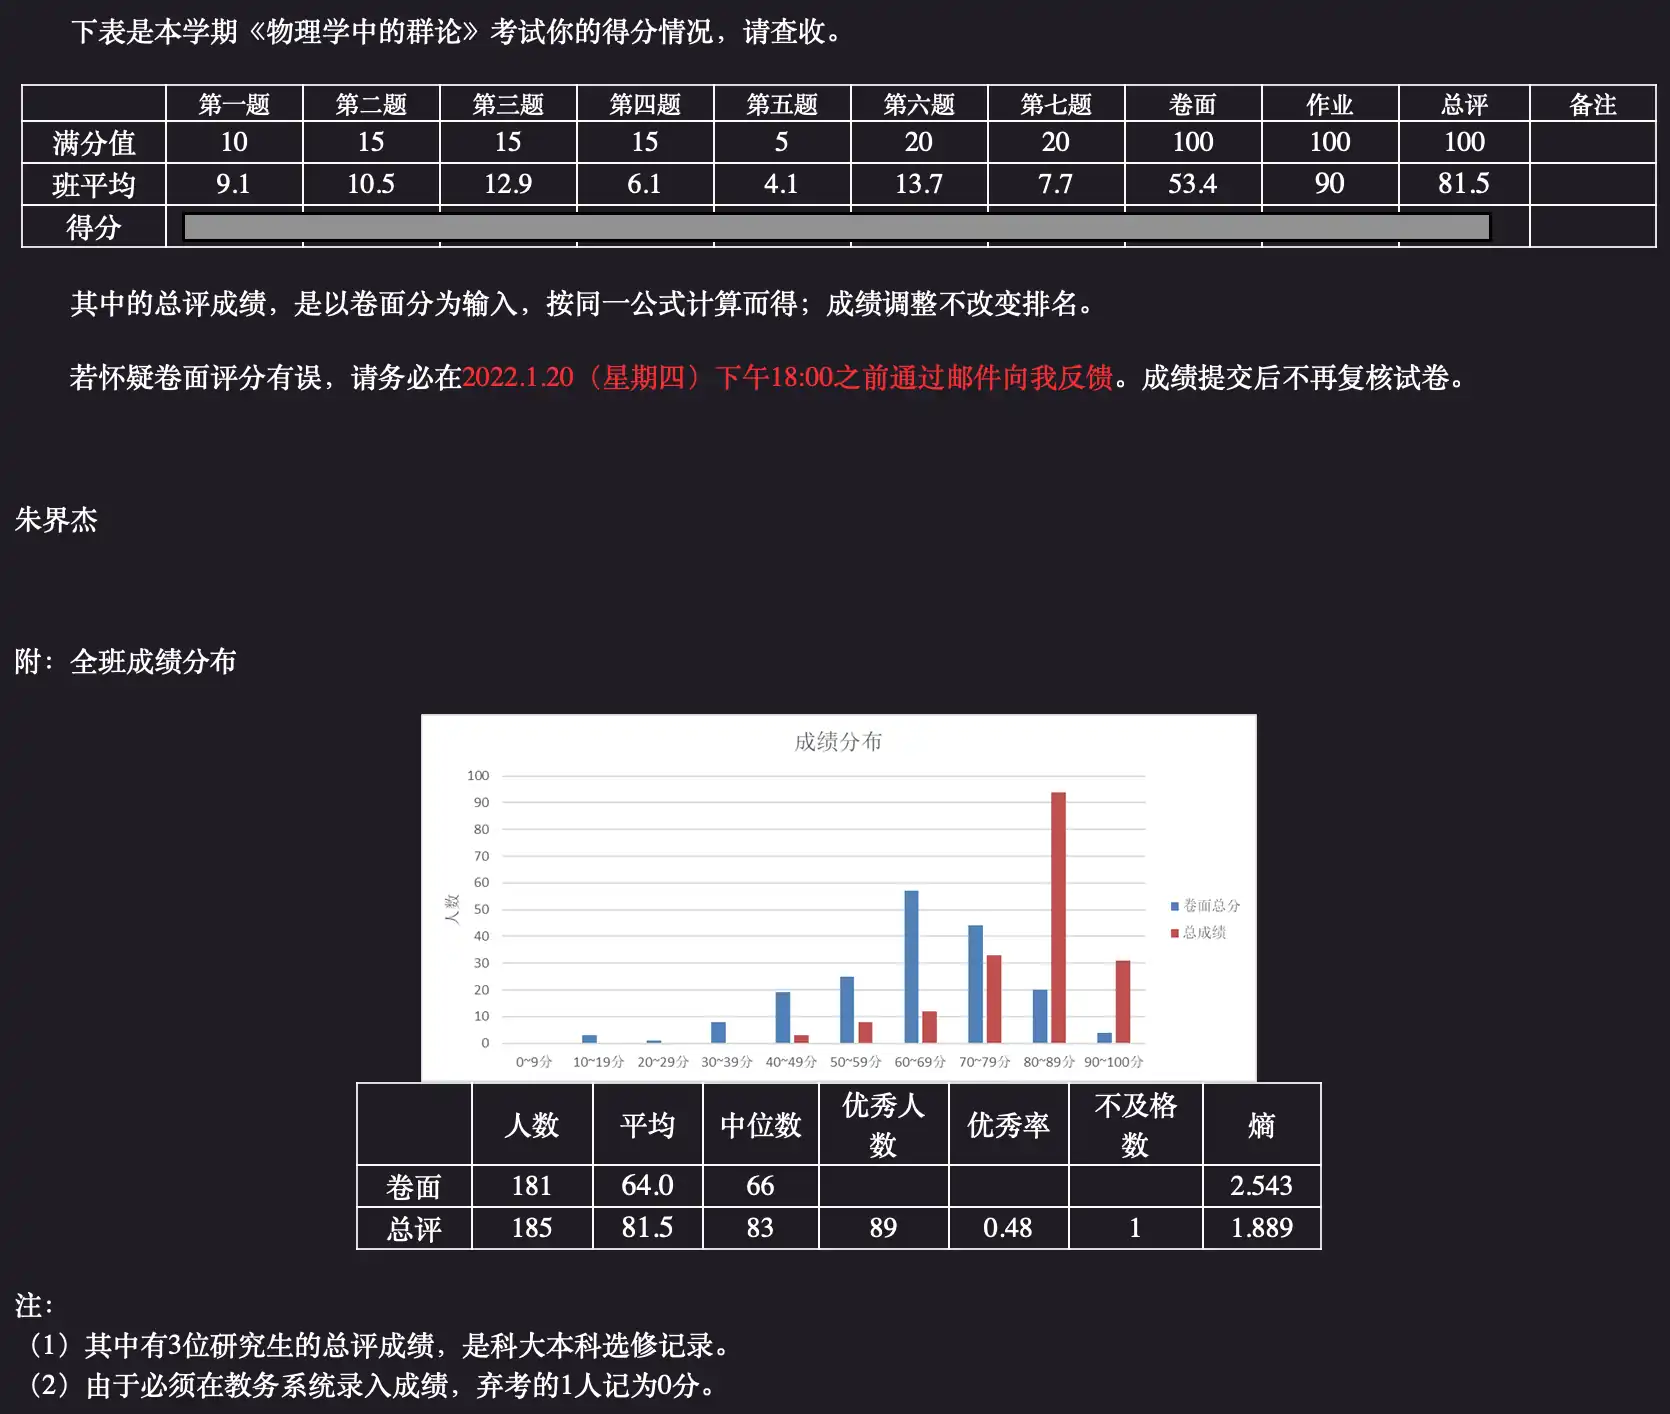 下表是本学期《物理学中的群论》考试你的得分情况，请查收。
第一题 第二题 第三题 第四题 第五题 第六题 第七题 卷面 作业 总评 备注
满分值 10 15 15 15 5 20 20 100 100 100
班平均 9.1 10.5 12.9 6.1 4.1 13.7 7.7 53.4 90 81.5
得分
其中的总评成绩，是以卷面分为输入，按同一公式计算而得；成绩调整不改变排名。
若怀疑卷面评分有误，请务必在2022.1.20（星期四）下午18:00之前通过邮件向我反馈。成绩提交后不再复核试卷。
朱界杰
附：全班成绩分布
成绩分布
100
90
80
70
60
50
40
30
20
10
0
人数
0~9分 10~19分 20~29分 30~39分 40~49分 50~59分 60~69分 70~79分 80~89分 90~100分
卷面总分
总成绩
人数 平均 中位数 优秀人数 优秀率 不及格数 熵
卷面 181 64.0 66 2.543
总评 185 81.5 83 89 0.48 1 1.889
注：
（1）其中有3位研究生的总评成绩，是科大本科选修记录。
（2）由于必须在教务系统录入成绩，弃考的1人记为0分。